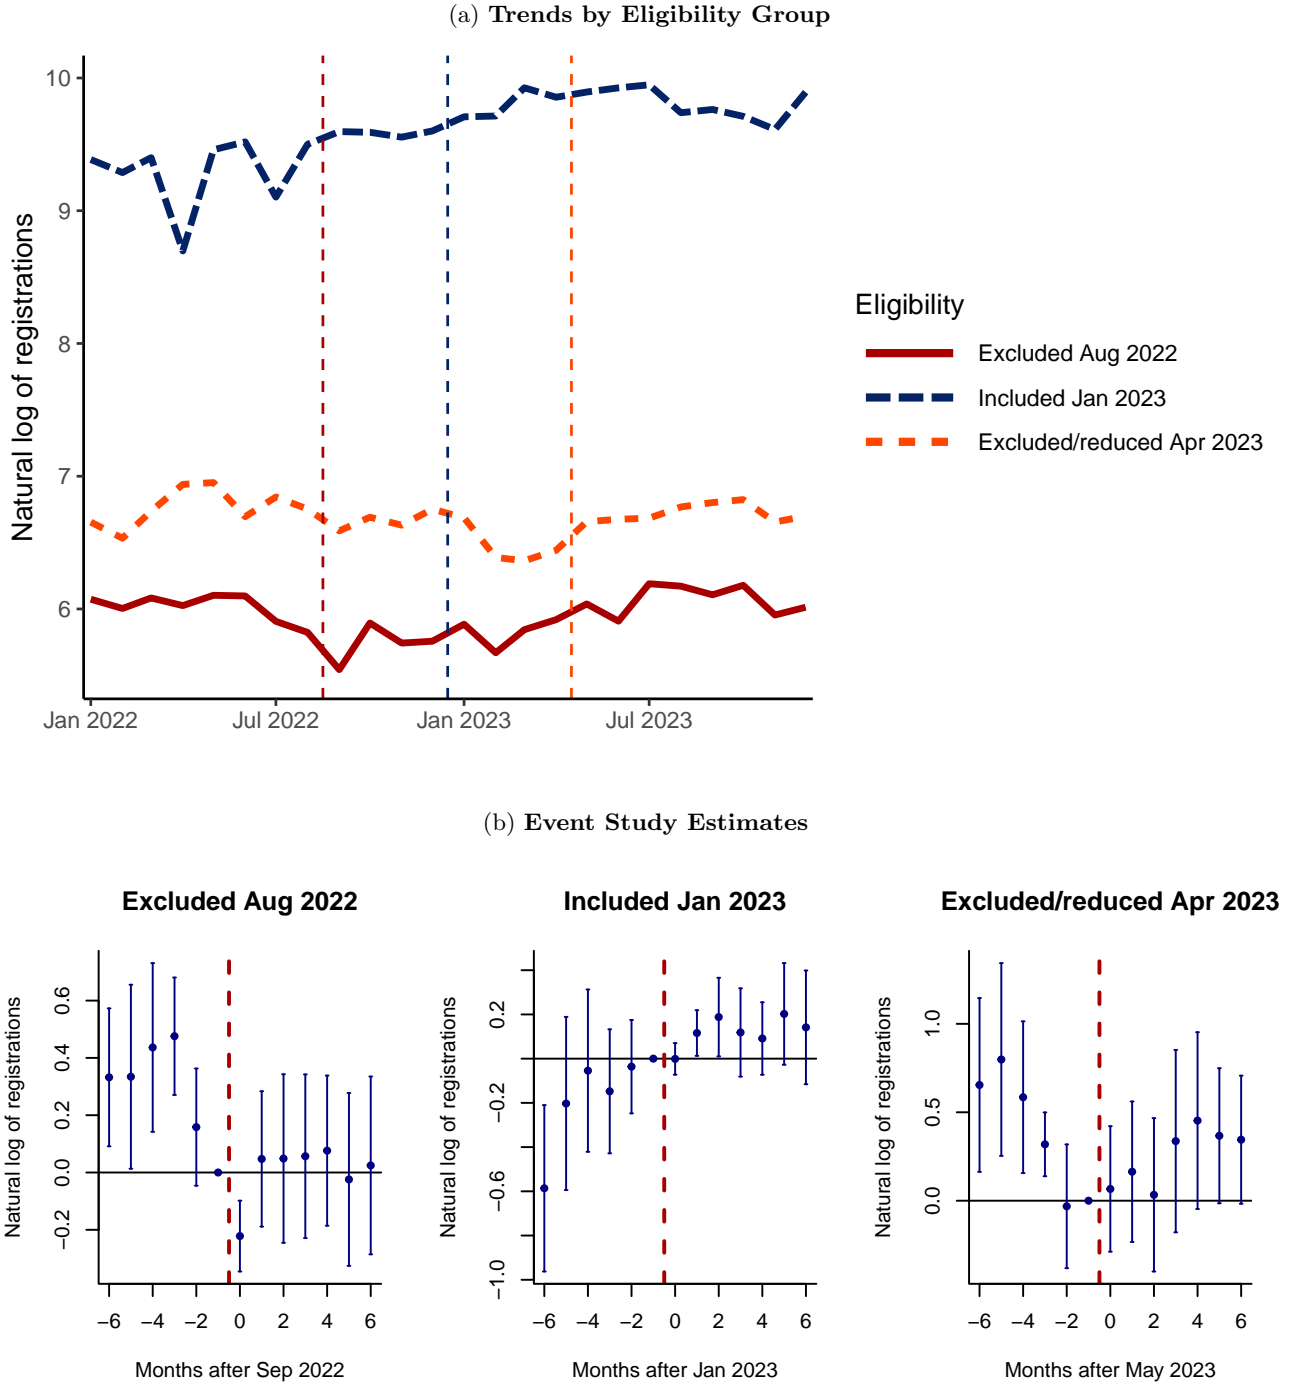 (a) Trends by Eligibility Group
Natural log of registrations
10
9
8
7
6
Jan 2022
Jul 2022
Jan 2023
Jul 2023
Eligibility
Excluded Aug 2022
Included Jan 2023
Excluded/reduced Apr 2023
(b) Event Study Estimates
Excluded Aug 2022
Natural log of registrations
0.6
0.4
0.2
0.0
−0.2
−6 −4 −2 0 2 4 6
Months after Sep 2022
Included Jan 2023
Natural log of registrations
0.2
−0.2
−0.6
−1.0
−6 −4 −2 0 2 4 6
Months after Jan 2023
Excluded/reduced Apr 2023
Natural log of registrations
1.0
0.5
0.0
−6 −4 −2 0 2 4 6
Months after May 2023